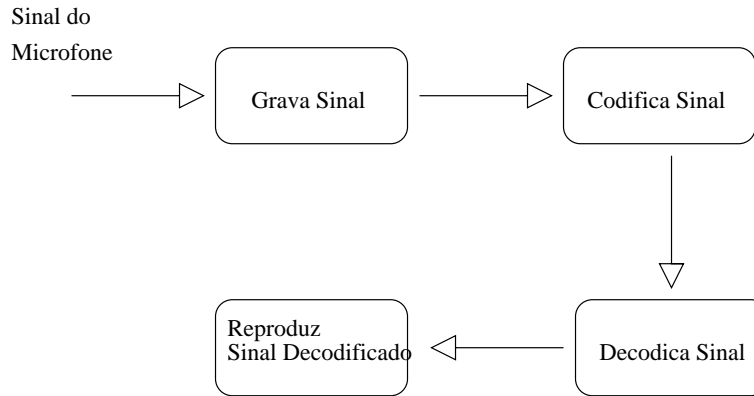 Sinal do
Microfone
Grava Sinal
Codifica Sinal
Reproduz
Sinal Decodificado
Decodica Sinal